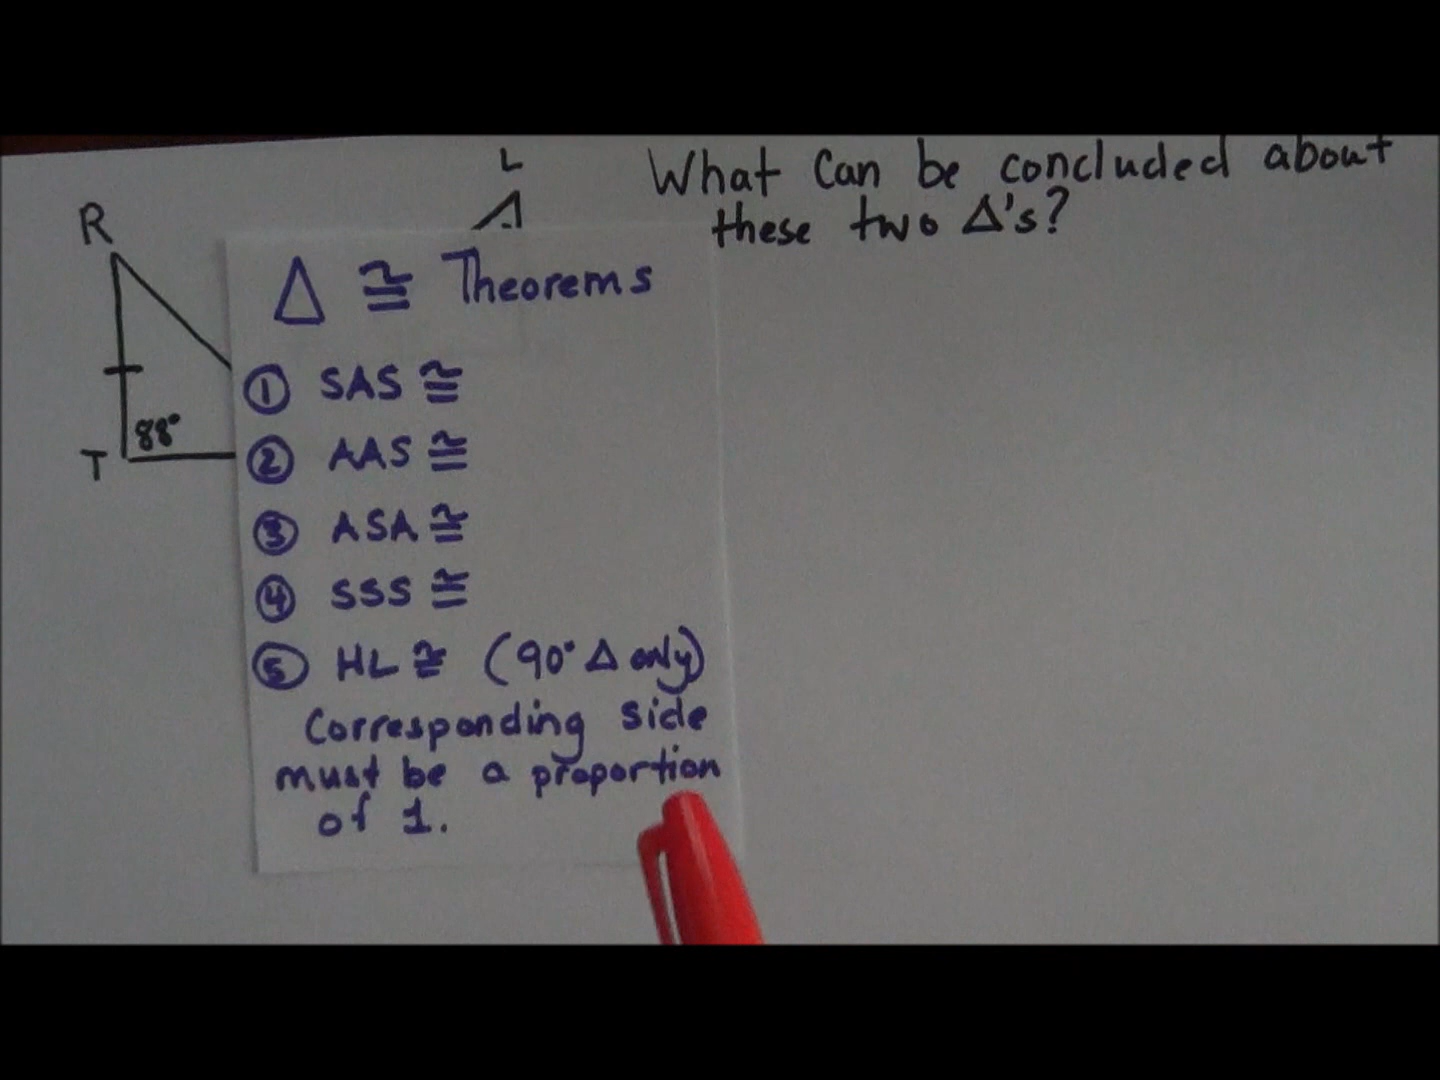 L
What Can be concluded about
these two Δ's?
R
88°
T
Δ ≅ Theorems
① SAS ≅
② AAS ≅
③ ASA ≅
④ SSS ≅
⑤ HL ≅ (90° Δ only)
Corresponding side
must be a proportion
of 1.